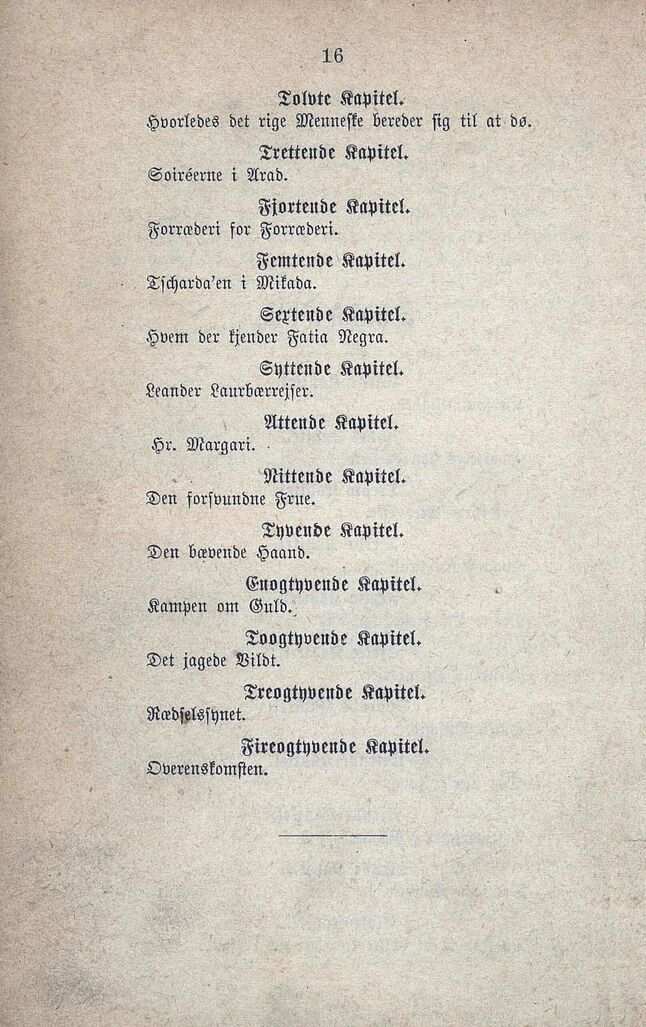 16
Tolvte Kapitel.
Hvorledes det rige Menneske bereder sig til at dø.
Trettende Kapitel.
Soiréerne i Arad.
Fjortende Kapitel.
Forræderi for Forræderi.
Femtende Kapitel.
Tscharda'en i Mikada.
Sextende Kapitel.
Hvem der kjender Fatia Negra.
Syttende Kapitel.
Leander Laurbærrejser.
Attende Kapitel.
Hr. Margari.
Nittende Kapitel.
Den forsvundne Frue.
Tyvende Kapitel.
Den bævende Haand.
Enogtyvende Kapitel.
Kampen om Guld.
Toogtyvende Kapitel.
Det jagede Vildt.
Treogtyvende Kapitel.
Rædselssynet.
Fireogtyvende Kapitel.
Overenskomsten.